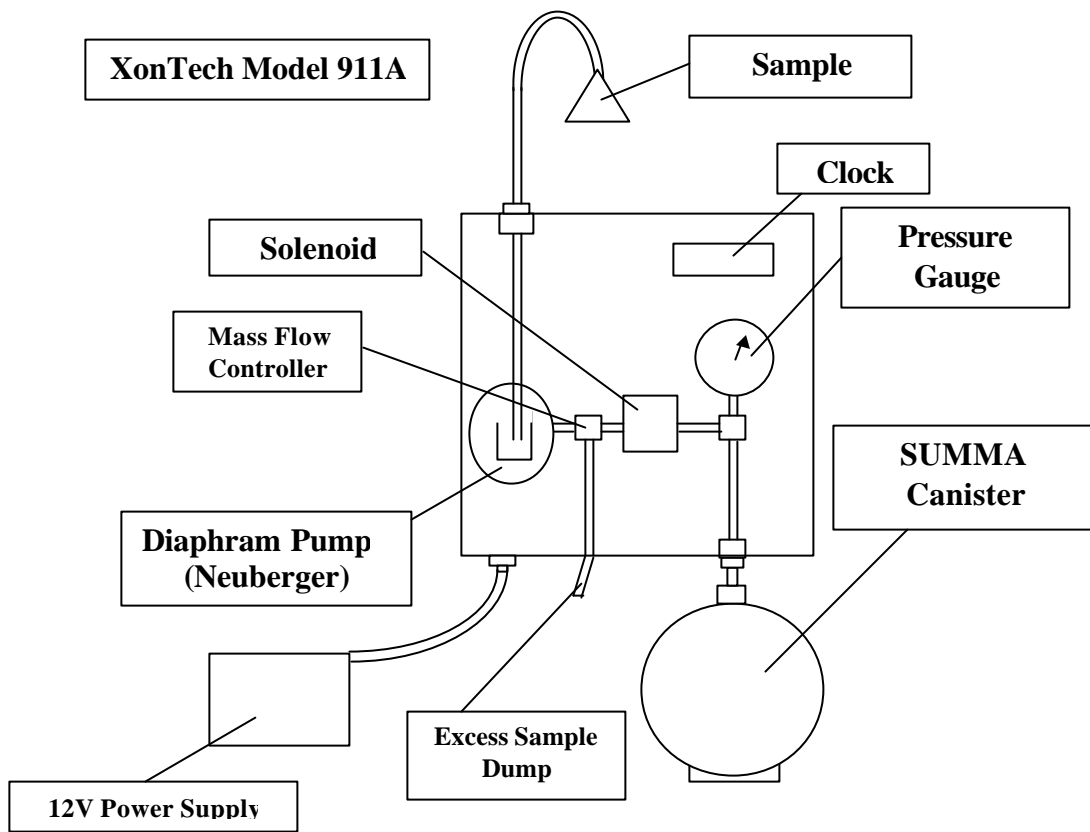 XonTech Model 911A
Sample
Clock
Solenoid
Pressure
Gauge
Mass Flow
Controller
SUMMA
Canister
Diaphram Pump
(Neuberger)
Excess Sample
Dump
12V Power Supply